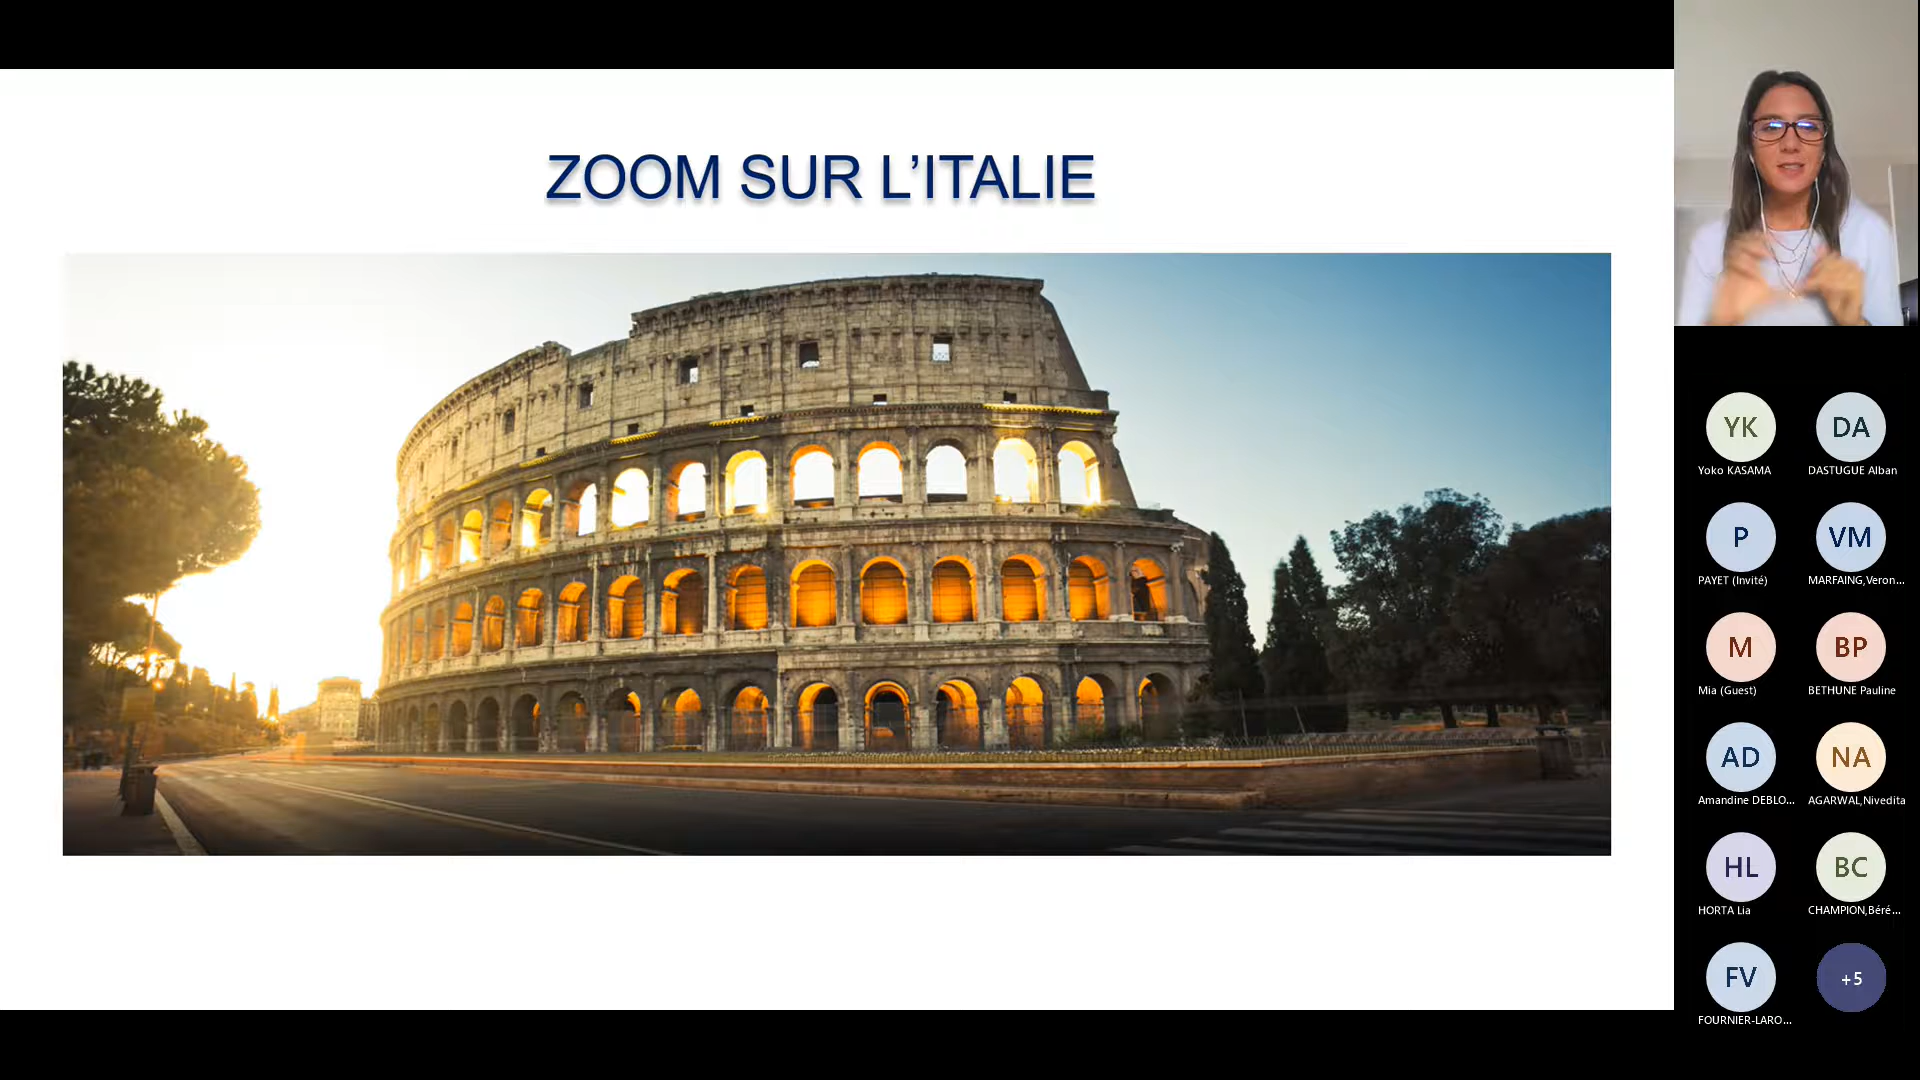 ZOOM SUR L’ITALIE
YK
DA
Yoko KASAMA
DASTUGUE Alban
P
VM
PAYET (Invité)
MARFAING,Veron...
M
BP
Mia (Guest)
BETHUNE Pauline
AD
NA
Amandine DEBLO...
AGARWAL,Nivedita
HL
BC
HORTA Lia
CHAMPION,Béré...
FV
+5
FOURNIER-LARO...